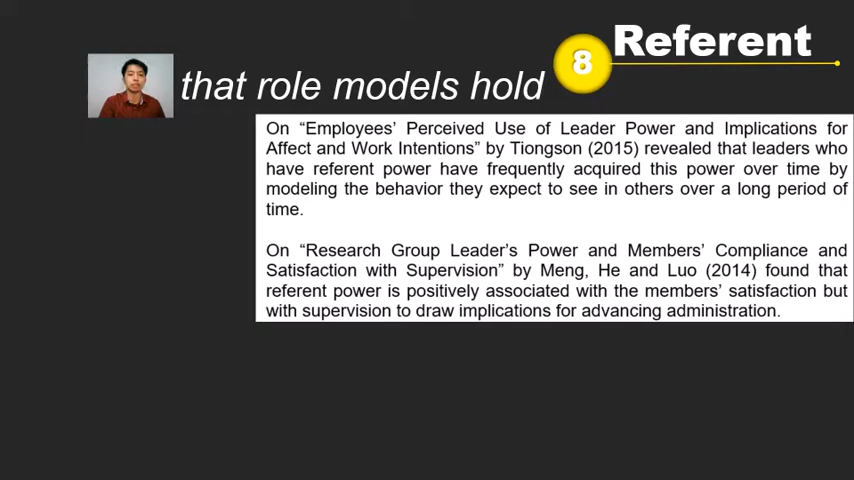 8
Referent
that role models hold
On “Employees’ Perceived Use of Leader Power and Implications for
Affect and Work Intentions” by Tiongson (2015) revealed that leaders who
have referent power have frequently acquired this power over time by
modeling the behavior they expect to see in others over a long period of
time.
On “Research Group Leader’s Power and Members’ Compliance and
Satisfaction with Supervision” by Meng, He and Luo (2014) found that
referent power is positively associated with the members’ satisfaction but
with supervision to draw implications for advancing administration.